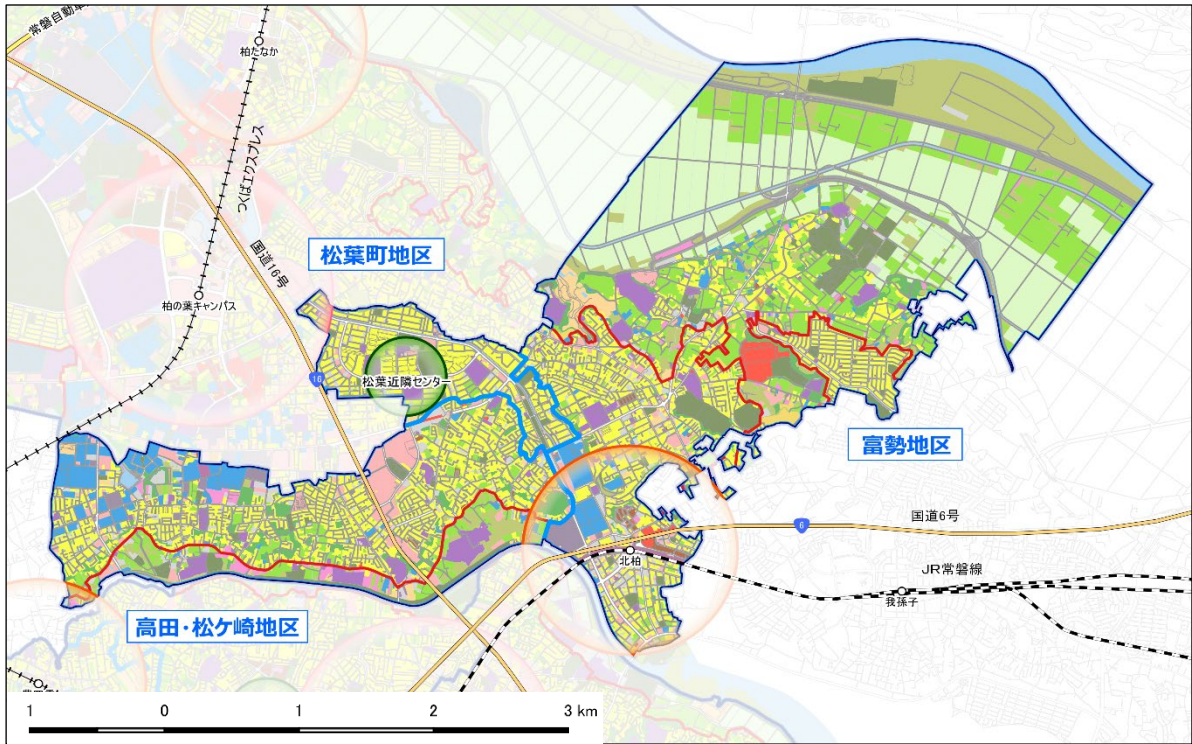 常磐自動車道
柏たなか
つくばエクスプレス
国道16号
松葉町地区
柏の葉キャンパス
16
松葉近隣センター
富勢地区
国道6号
6
北柏
JR常磐線
我孫子
高田・松ケ崎地区
1 0 1 2 3 km